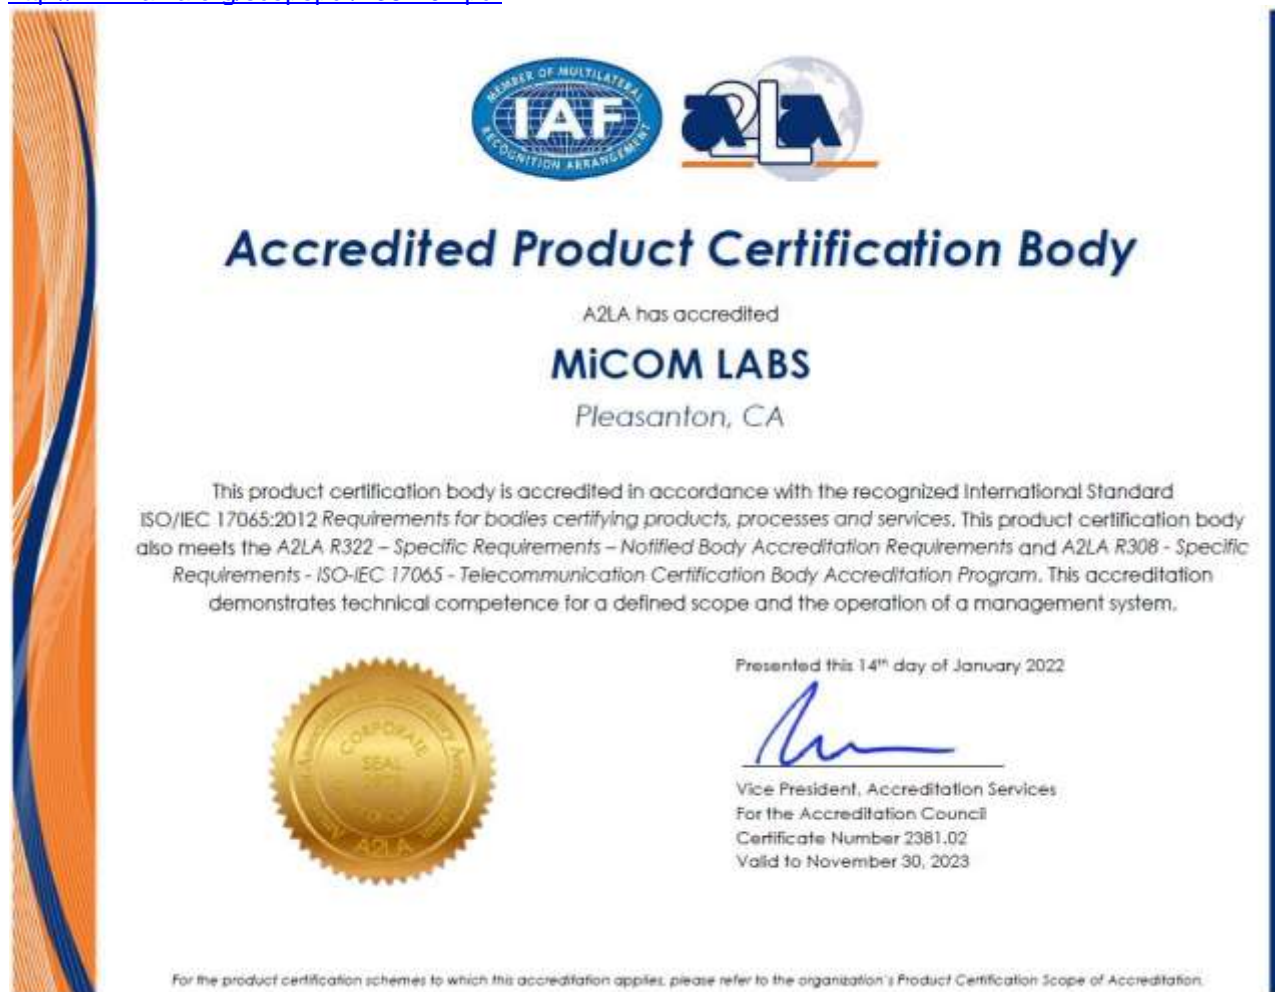 MEMBER OF MULTILATERAL
IAF
RECOGNITION ARRANGEMENT
a2La
Accredited Product Certification Body
A2LA has accredited
MiCOM LABS
Pleasanton, CA
This product certification body is accredited in accordance with the recognized International Standard
ISO/IEC 17065:2012 Requirements for bodies certifying products, processes and services. This product certification body
also meets the A2LA R322 – Specific Requirements – Notified Body Accreditation Requirements and A2LA R308 - Specific
Requirements - ISO-IEC 17065 - Telecommunication Certification Body Accreditation Program. This accreditation
demonstrates technical competence for a defined scope and the operation of a management system.
Presented this 14th day of January 2022
CORPORATE
SEAL
A2LA
Vice President, Accreditation Services
For the Accreditation Council
Certificate Number 2381.02
Valid to November 30, 2023
For the product certification schemes to which this accreditation applies, please refer to the organization's Product Certification Scope of Accreditation.